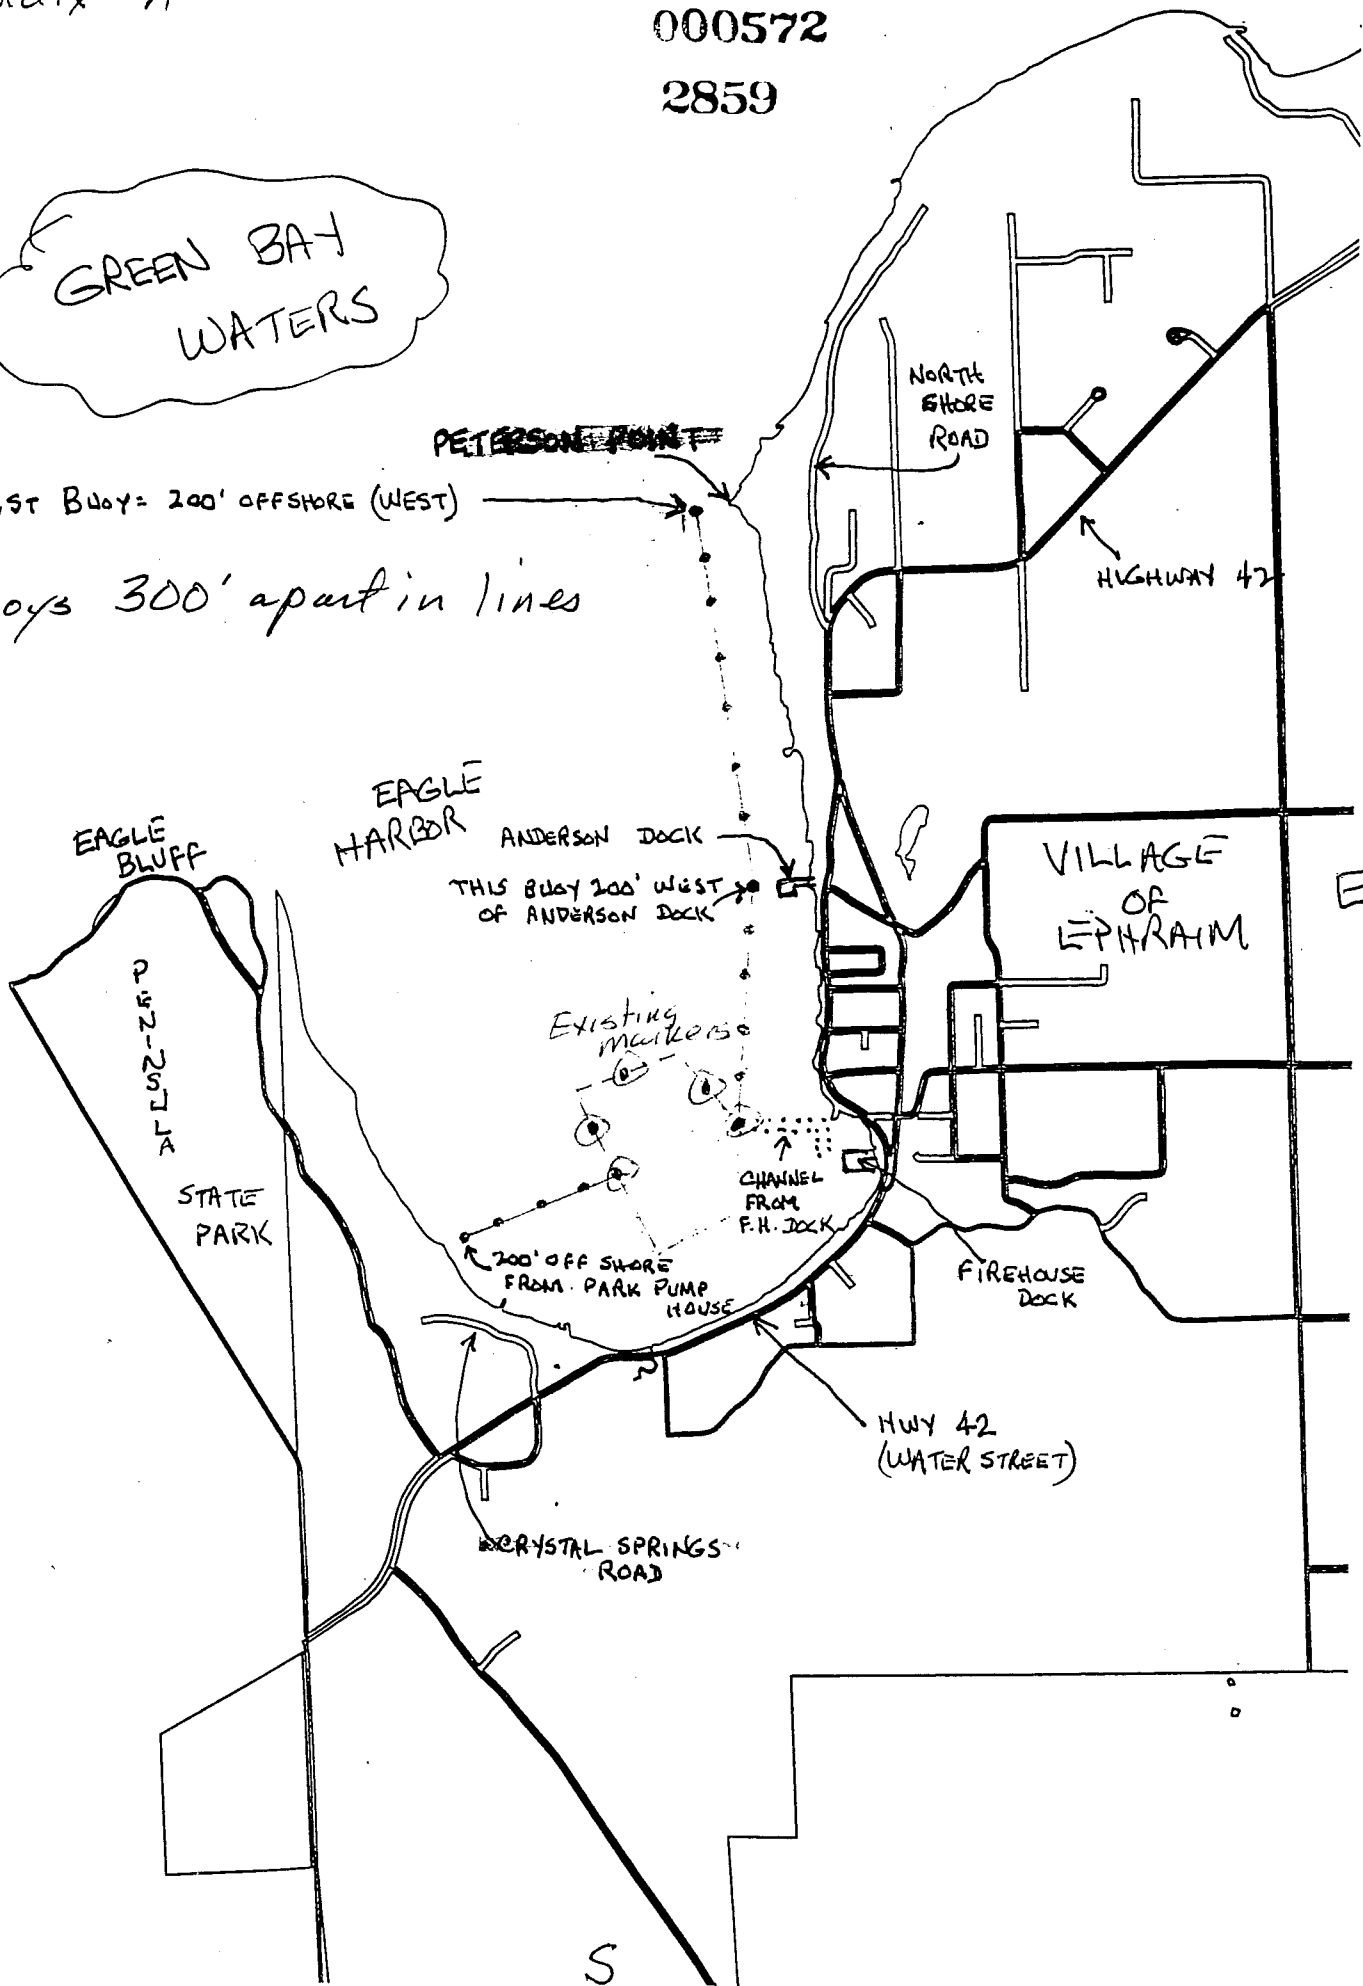 000572
2859
GREEN BAY
WATERS
PETERSON POINT
ST BUOY = 200' OFFSHORE (WEST)
300' apart in lines
NORTH
SHORE
ROAD
HIGHWAY 42
EAGLE
HARBOR
EAGLE
BLUFF
ANDERSON DOCK
THIS BUOY 200' WEST
OF ANDERSON DOCK
VILLAGE
OF
EPHRAIM
E
PENINSULA
STATE
PARK
Existing
markers
CHANNEL
FROM
F.H. DOCK
200' OFF SHORE
FROM PARK PUMP
HOUSE
FIREHOUSE
DOCK
HWY 42
(WATER STREET)
CRYSTAL SPRINGS
ROAD
S